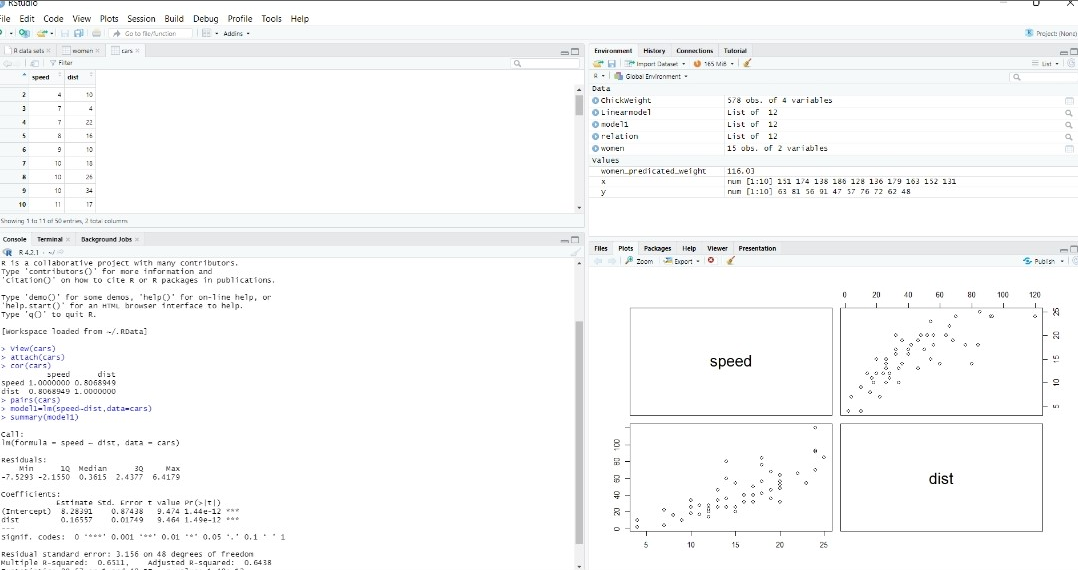 RStudio
File Edit Code View Plots Session Build Debug Profile Tools Help
Go to file/function Addins Project: (None)
R data sets women cars
Filter
speed dist
2 4 10
3 7 4
4 7 22
5 8 16
6 9 10
7 10 18
8 10 26
9 10 34
10 11 17
Showing 1 to 11 of 50 entries, 2 total columns
Console Terminal Background Jobs
R 4.2.1 · ~/
R is a collaborative project with many contributors.
Type 'contributors()' for more information and
'citation()' on how to cite R or R packages in publications.
Type 'demo()' for some demos, 'help()' for on-line help, or
'help.start()' for an HTML browser interface to help.
Type 'q()' to quit R.
[Workspace loaded from ~/.RData]
> View(cars)
> attach(cars)
> cor(cars)
speed dist
speed 1.0000000 0.8068949
dist 0.8068949 1.0000000
> pairs(cars)
> model1=lm(speed~dist,data=cars)
> summary(model1)
Call:
lm(formula = speed ~ dist, data = cars)
Residuals:
Min 1Q Median 3Q Max
-7.5293 -2.1550 0.3615 2.4377 6.4179
Coefficients:
Estimate Std. Error t value Pr(>|t|)
(Intercept) 8.28391 0.87438 9.474 1.44e-12 ***
dist 0.16557 0.01749 9.464 1.49e-12 ***
---
Signif. codes: 0 '***' 0.001 '**' 0.01 '*' 0.05 '.' 0.1 ' ' 1
Residual standard error: 3.156 on 48 degrees of freedom
Multiple R-squared: 0.6511, Adjusted R-squared: 0.6438
Environment History Connections Tutorial
Import Dataset 165 MiB List
R Global Environment
Data
ChickWeight 578 obs. of 4 variables
Linearmodel List of 12
model1 List of 12
relation List of 12
women 15 obs. of 2 variables
Values
women_predicated_weight 116.03
x num [1:10] 151 174 138 186 128 136 179 163 152 131
y num [1:10] 63 81 56 91 47 57 76 72 62 48
Files Plots Packages Help Viewer Presentation
Zoom Export Publish
0 20 40 60 80 100 120
speed
5 10 15 20 25
dist
0 20 40 60 80 100
5 10 15 20 25